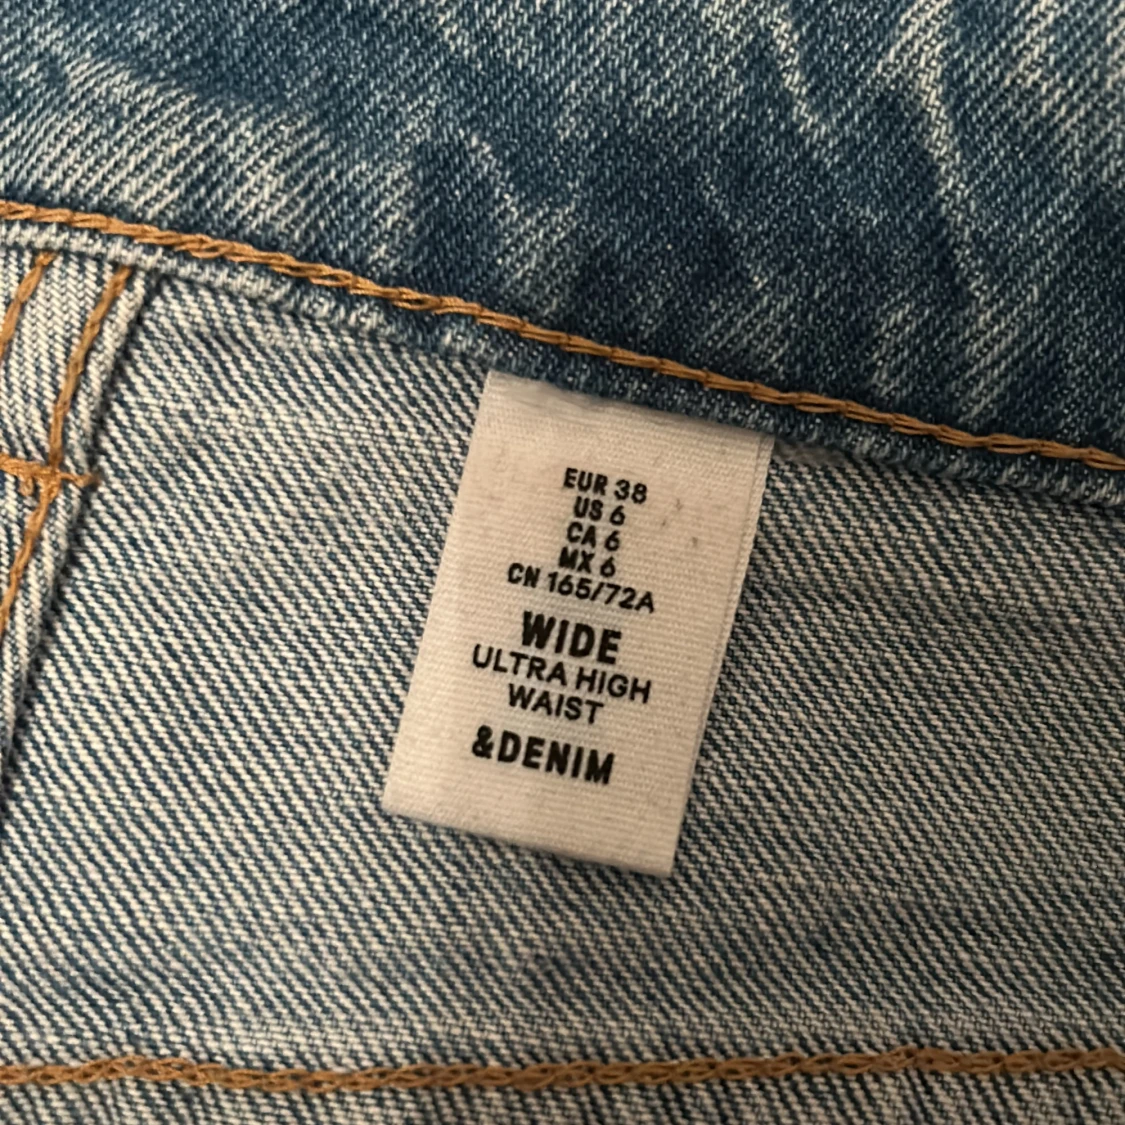 EUR 38
US 6
CA 6
MX 6
CN 165/72A
WIDE
ULTRA HIGH
WAIST
&DENIM